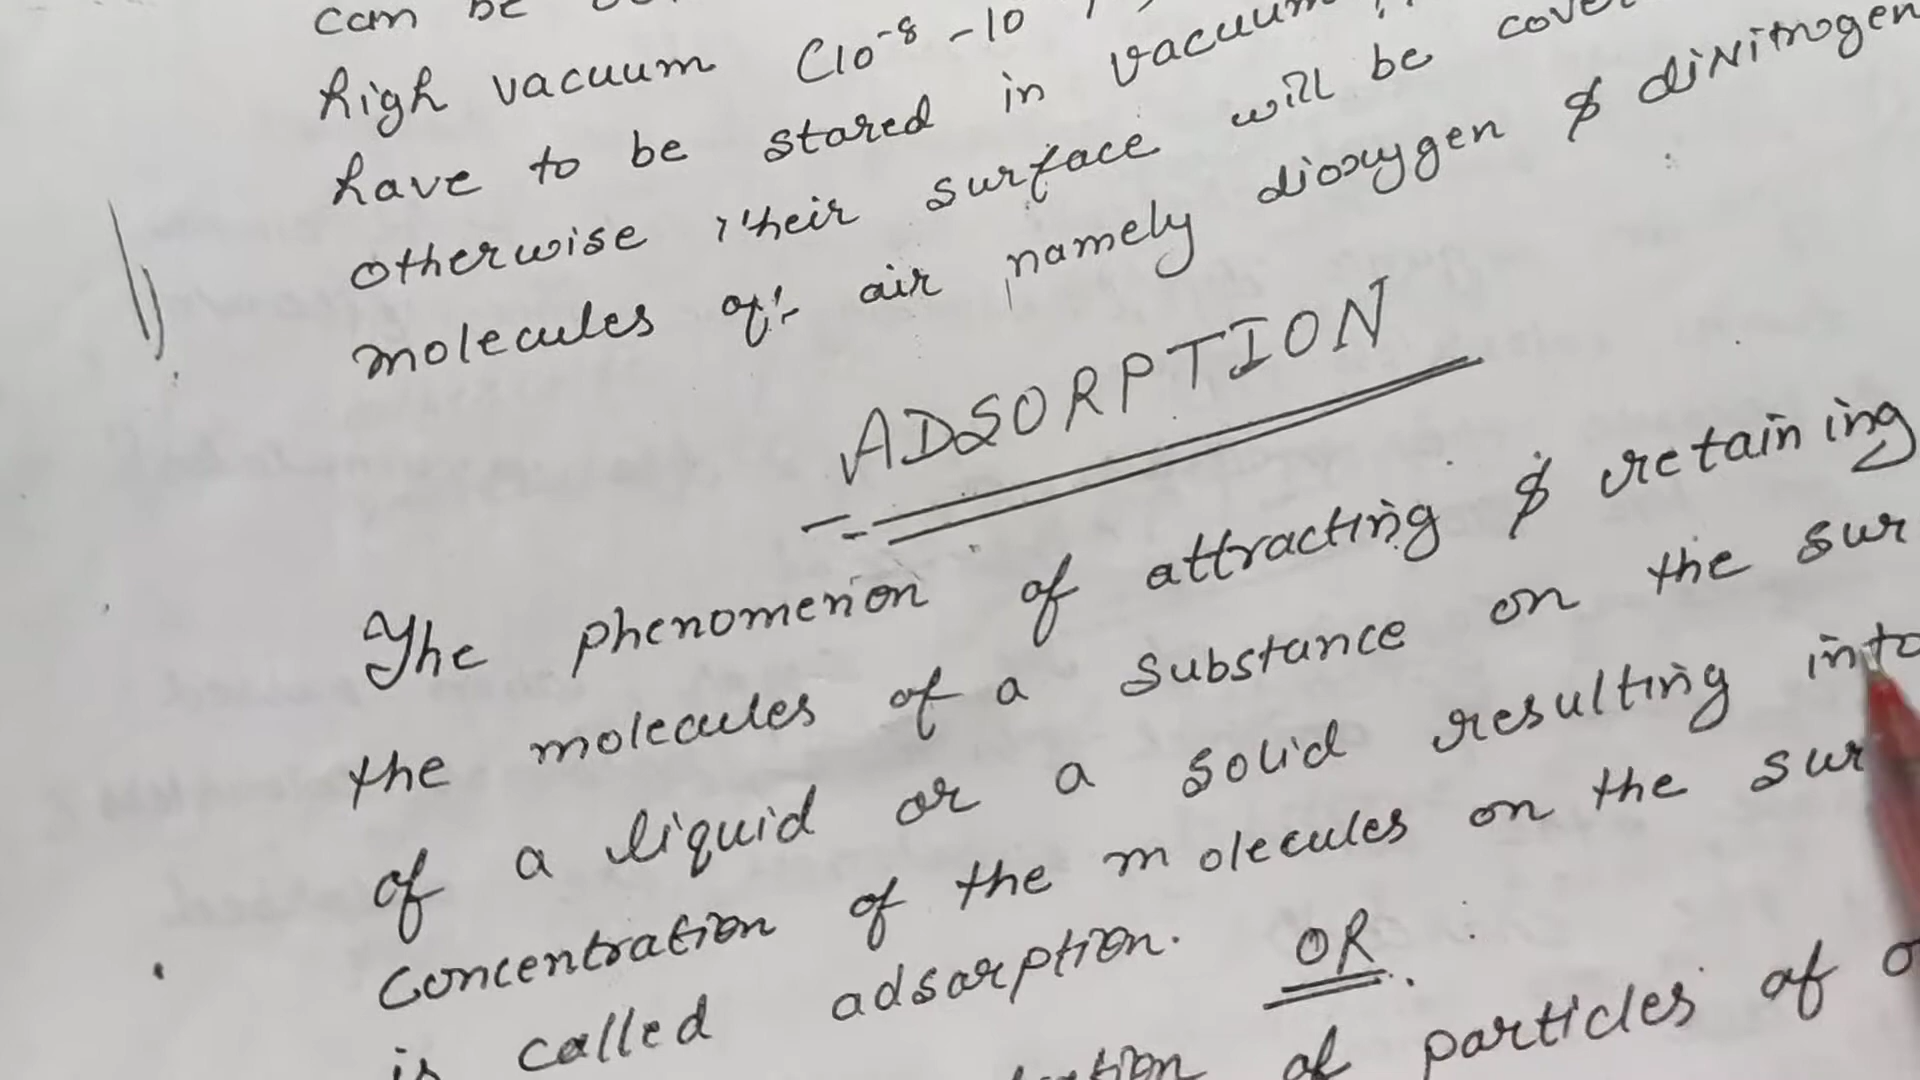 can be
high vacuum (10⁻⁸ - 10
have to be stored in vacuum
otherwise their surface will be cove
molecules of air namely dioxygen & dinitrogen
ADSORPTION
The phenomenon of attracting & retaining
the molecules of a substance on the sur
of a liquid or a solid resulting into
concentration of the molecules on the sur
is called adsorption.
OR
of particles of